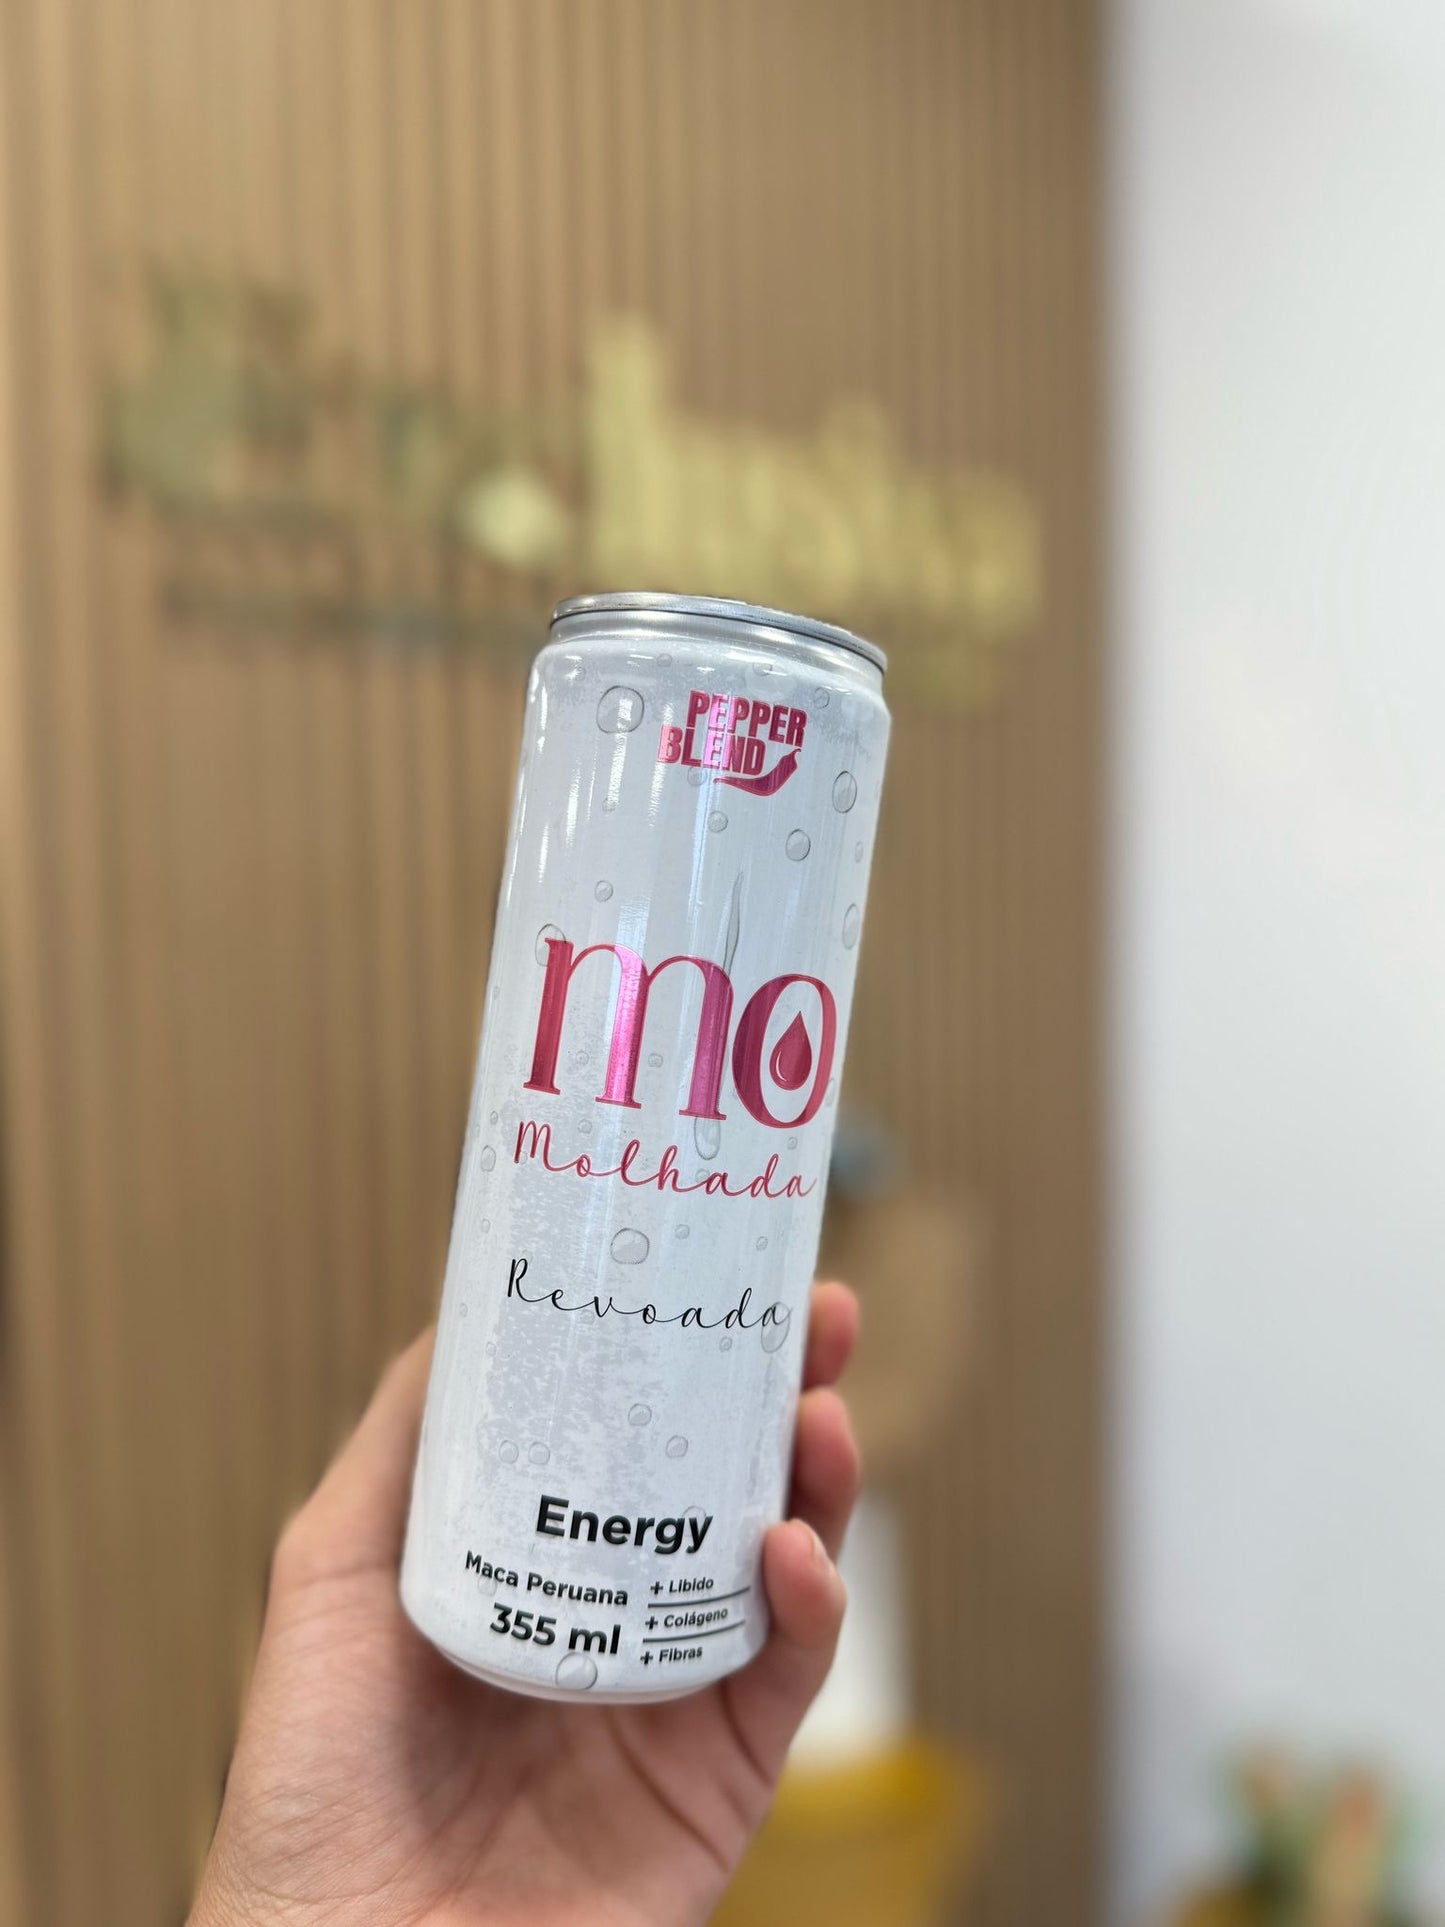 PEPPER
BLEND
mo
Molhada
Revoada
Energy
Maca Peruana
355 ml
+ Libido
+ Colágeno
+ Fibras